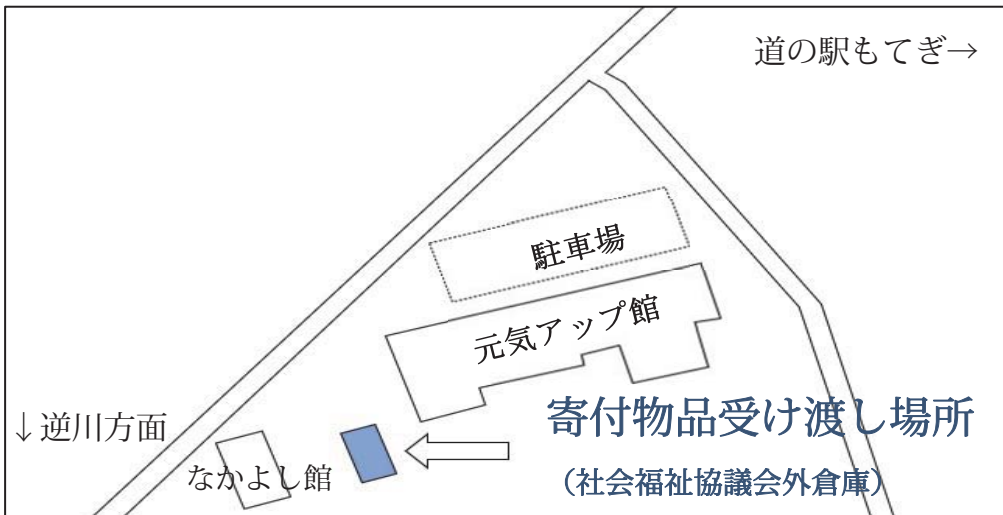 道の駅もてぎ→
駐車場
元気アップ館
寄付物品受け渡し場所
↓逆川方面
なかよし館
（社会福祉協議会外倉庫）